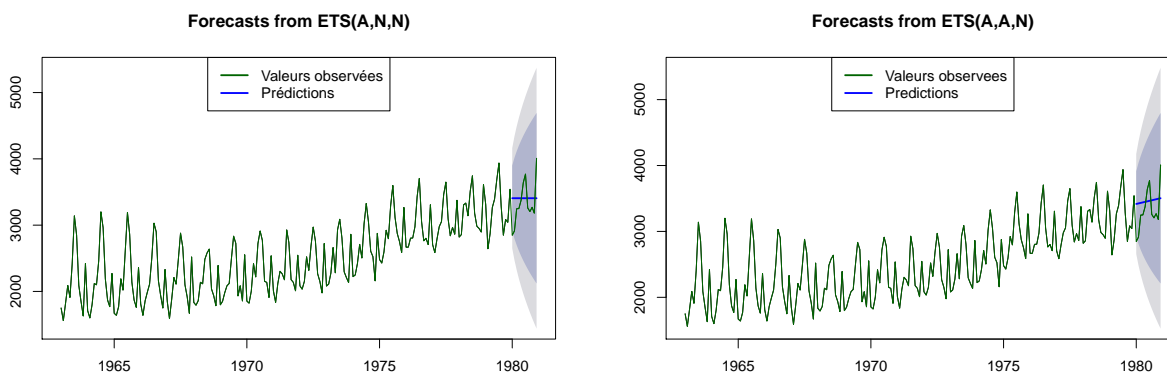 Forecasts from ETS(A,N,N)
Valeurs observées
Prédictions
5000
4000
3000
2000
1965
1970
1975
1980
Forecasts from ETS(A,A,N)
Valeurs observees
Predictions
5000
4000
3000
2000
1965
1970
1975
1980